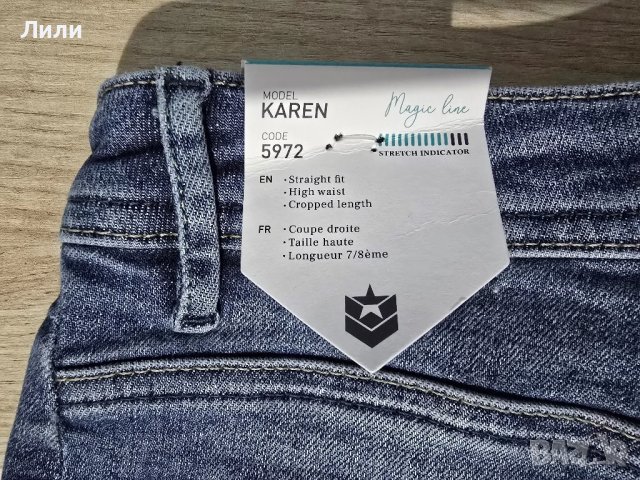 Лили
MODEL
KAREN
Magic line
CODE
5972
STRETCH INDICATOR
EN • Straight fit
• High waist
• Cropped length
FR • Coupe droite
• Taille haute
• Longueur 7/8ème
BAZAR